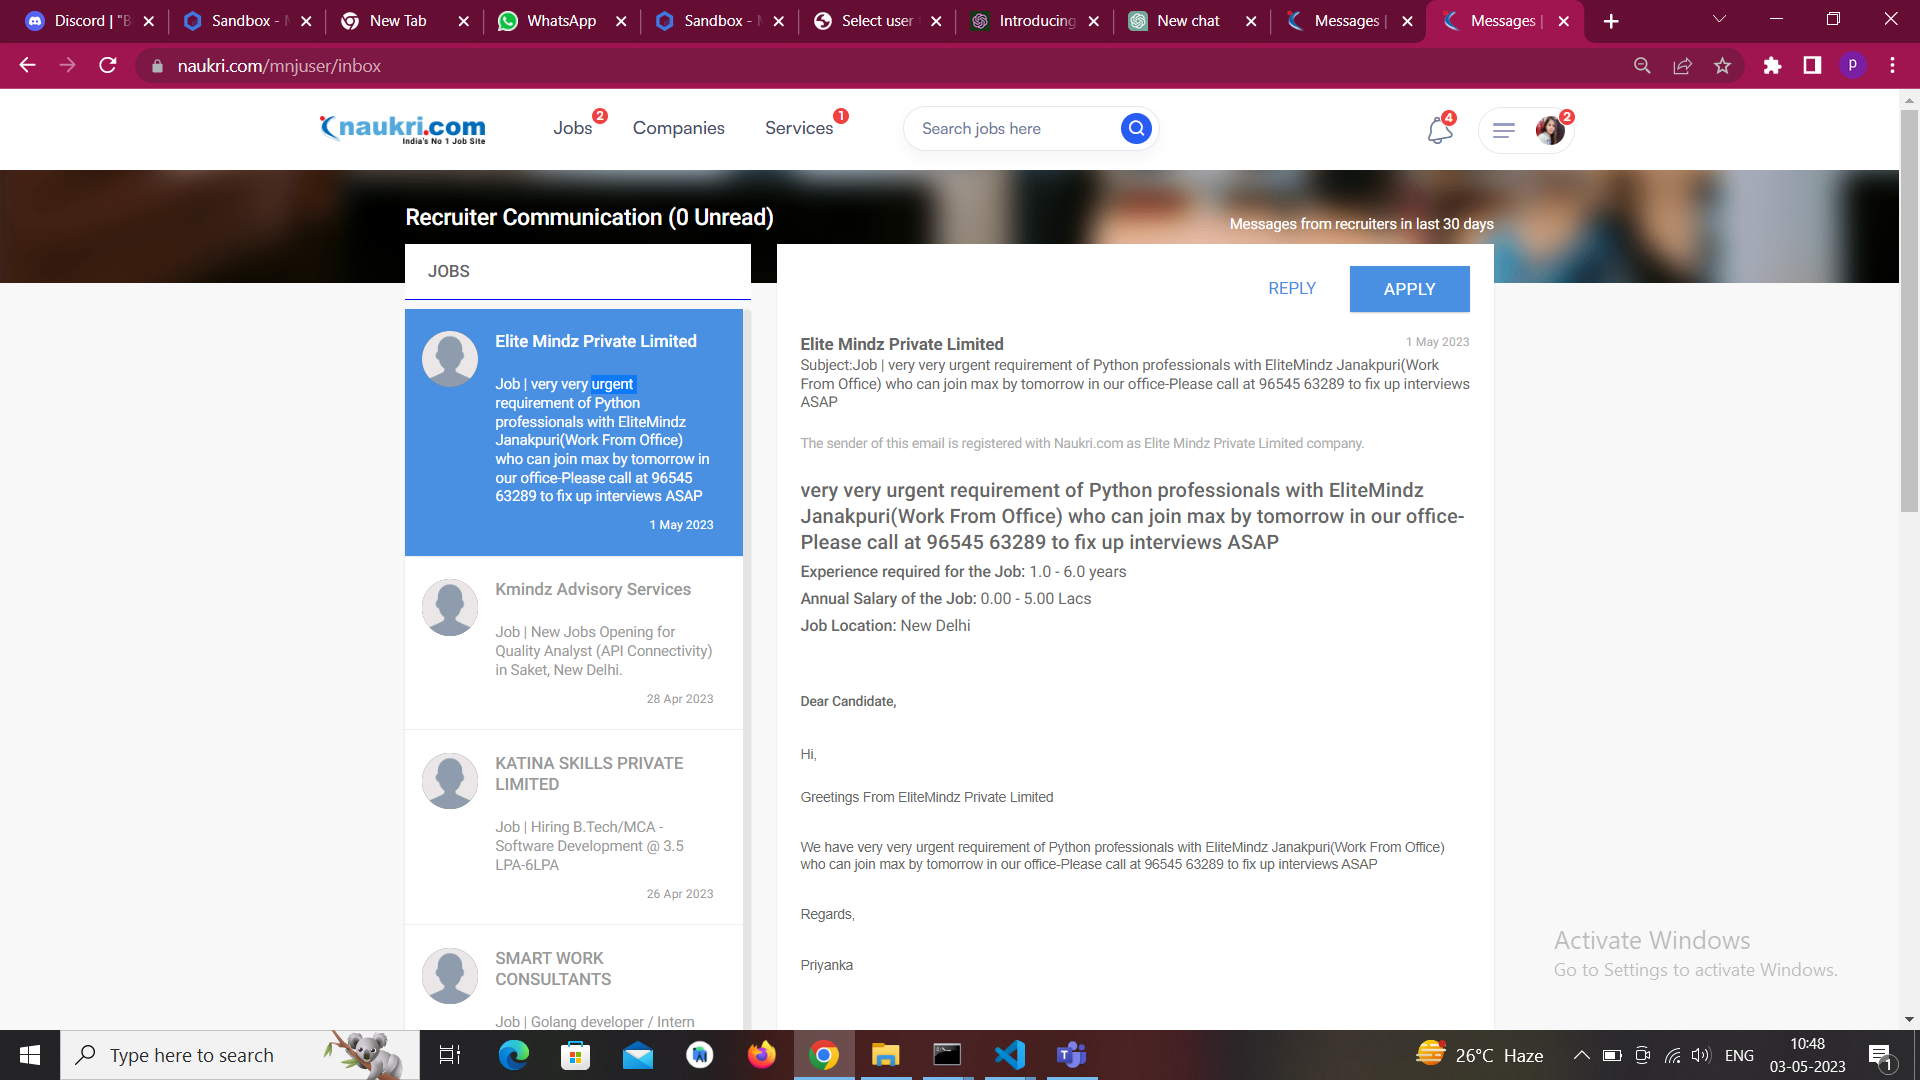 Discord | "B
Sandbox - M
New Tab
WhatsApp
Sandbox - M
Select user
Introducing
New chat
Messages |
Messages |
naukri.com/mnjuser/inbox
p
naukri.com
India's No 1 Job Site
Jobs
2
Companies
Services
1
Search jobs here
4
2
Recruiter Communication (0 Unread)
Messages from recruiters in last 30 days
JOBS
Elite Mindz Private Limited
Job | very very urgent
requirement of Python
professionals with EliteMindz
Janakpuri(Work From Office)
who can join max by tomorrow in
our office-Please call at 96545
63289 to fix up interviews ASAP
1 May 2023
Kmindz Advisory Services
Job | New Jobs Opening for
Quality Analyst (API Connectivity)
in Saket, New Delhi.
28 Apr 2023
KATINA SKILLS PRIVATE
LIMITED
Job | Hiring B.Tech/MCA -
Software Development @ 3.5
LPA-6LPA
26 Apr 2023
SMART WORK
CONSULTANTS
Job | Golang developer / Intern
REPLY
APPLY
Elite Mindz Private Limited
1 May 2023
Subject:Job | very very urgent requirement of Python professionals with EliteMindz Janakpuri(Work
From Office) who can join max by tomorrow in our office-Please call at 96545 63289 to fix up interviews
ASAP
The sender of this email is registered with Naukri.com as Elite Mindz Private Limited company.
very very urgent requirement of Python professionals with EliteMindz
Janakpuri(Work From Office) who can join max by tomorrow in our office-
Please call at 96545 63289 to fix up interviews ASAP
Experience required for the Job: 1.0 - 6.0 years
Annual Salary of the Job: 0.00 - 5.00 Lacs
Job Location: New Delhi
Dear Candidate,
Hi,
Greetings From EliteMindz Private Limited
We have very very urgent requirement of Python professionals with EliteMindz Janakpuri(Work From Office)
who can join max by tomorrow in our office-Please call at 96545 63289 to fix up interviews ASAP
Regards,
Priyanka
Activate Windows
Go to Settings to activate Windows.
Type here to search
26°C Haze
ENG
10:48
03-05-2023
1